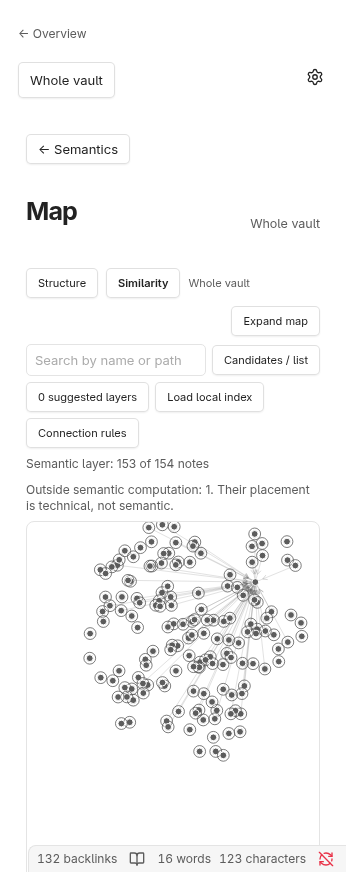 ← Overview
Whole vault
← Semantics
Map
Whole vault
Structure
Similarity
Whole vault
Expand map
Search by name or path
Candidates / list
0 suggested layers
Load local index
Connection rules
Semantic layer: 153 of 154 notes
Outside semantic computation: 1. Their placement
is technical, not semantic.
132 backlinks
16 words
123 characters